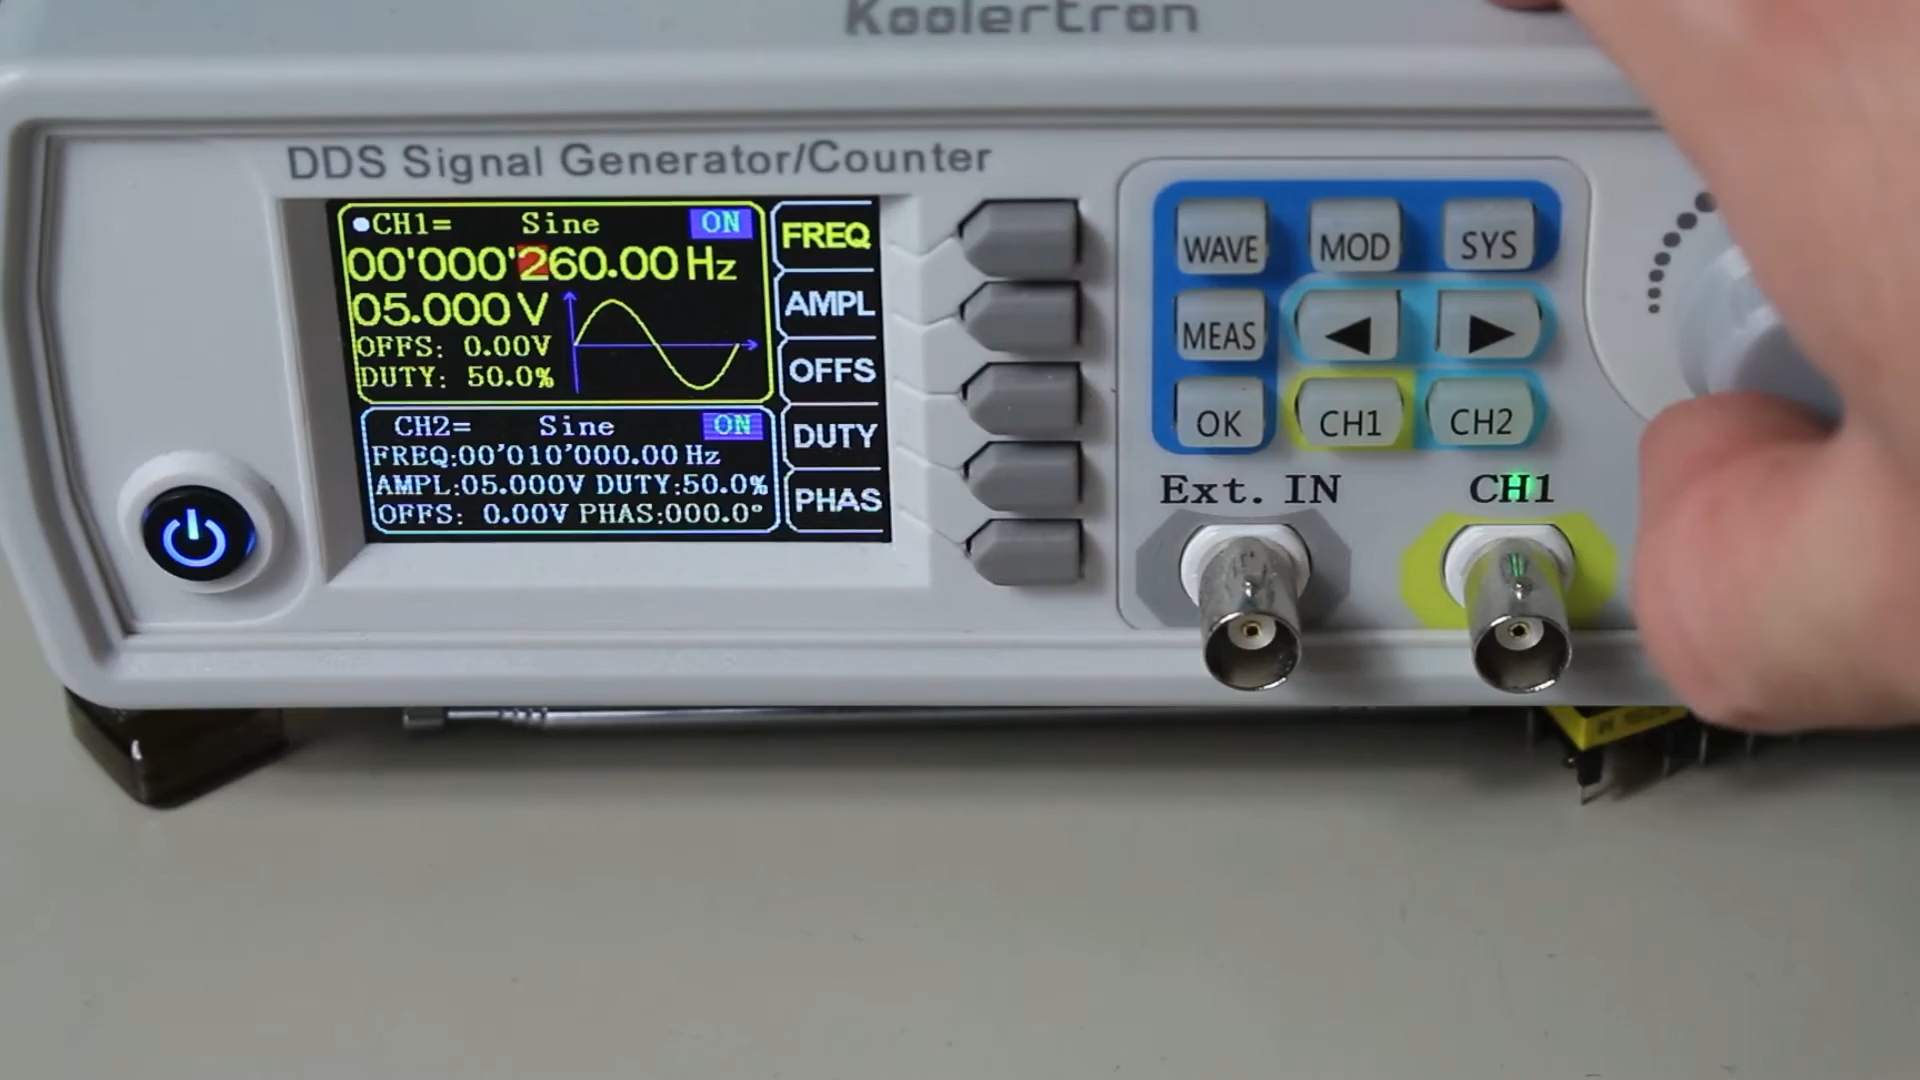 Koolertron
DDS Signal Generator/Counter
CH1= Sine ON
00'000'260.00 Hz
05.000V
OFFS: 0.00V
DUTY: 50.0%
CH2= Sine ON
FREQ:00'010'000.00 Hz
AMPL:05.000V DUTY:50.0%
OFFS: 0.00V PHAS:000.0°
FREQ
AMPL
OFFS
DUTY
PHAS
WAVE MOD SYS
MEAS
OK CH1 CH2
Ext. IN CH1